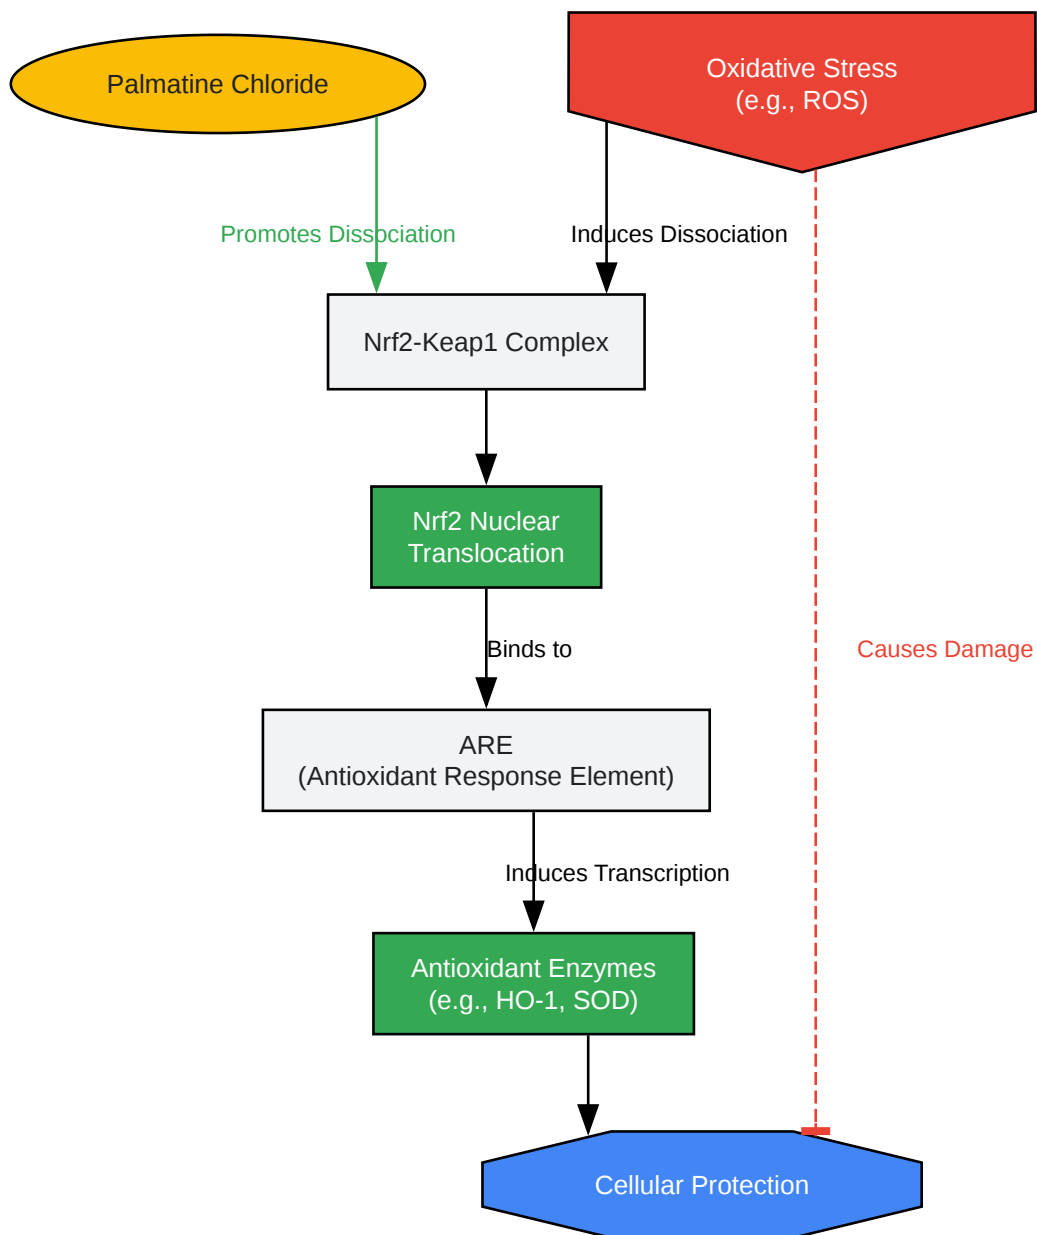 Palmatine Chloride
Oxidative Stress
(e.g., ROS)
Promotes Dissociation
Induces Dissociation
Nrf2-Keap1 Complex
Nrf2 Nuclear
Translocation
Binds to
Causes Damage
ARE
(Antioxidant Response Element)
Induces Transcription
Antioxidant Enzymes
(e.g., HO-1, SOD)
Cellular Protection